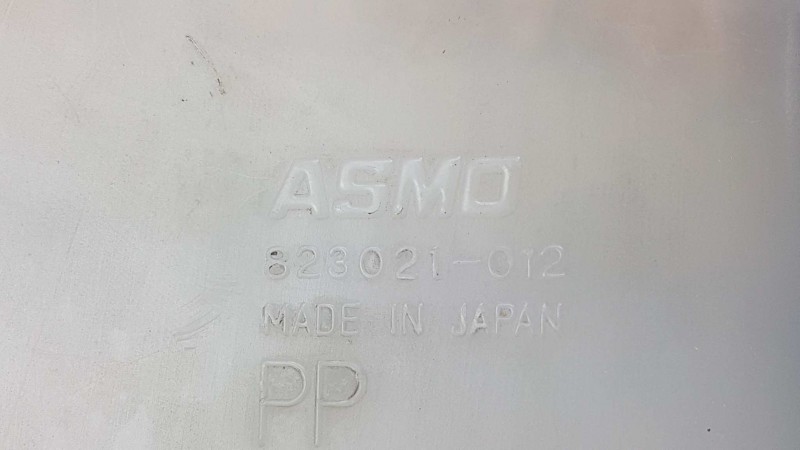 ASMO
823021-012
MADE IN JAPAN
PP